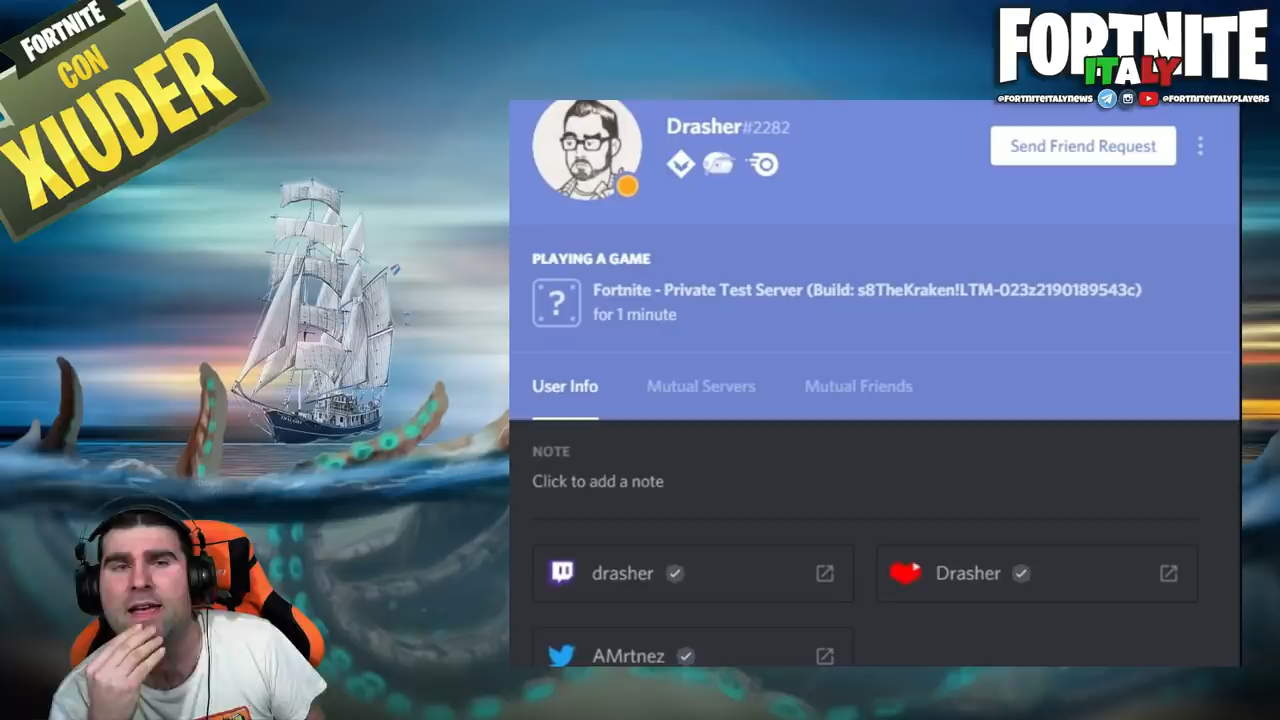 FORTNITE
CON
XIUDER
FORTNITE
ITALY
@FORTNITEITALYNEWS @FORTNITEITALYPLAYERS
Drasher#2282
Send Friend Request
PLAYING A GAME
Fortnite - Private Test Server (Build: s8TheKraken!LTM-023z2190189543c)
for 1 minute
User Info Mutual Servers Mutual Friends
NOTE
Click to add a note
drasher Drasher
AMrtnez